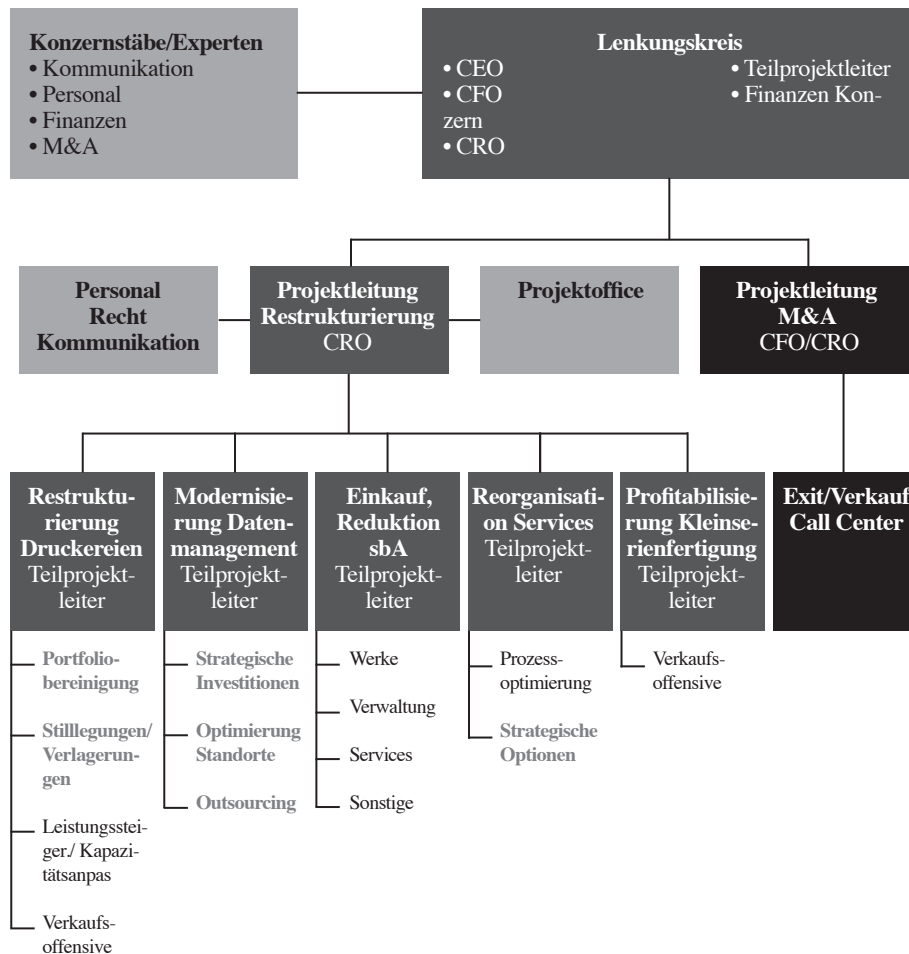 Konzernstäbe/Experten
• Kommunikation
• Personal
• Finanzen
• M&A
Lenkungskreis
• CEO
• CFO
zern
• CRO
• Teilprojektleiter
• Finanzen Kon-
Personal
Recht
Kommunikation
Projektleitung
Restrukturierung
CRO
Projektoffice
Projektleitung
M&A
CFO/CRO
Restruktu-
rierung
Druckereien
Teilprojekt-
leiter
Modernisie-
rung Daten-
management
Teilprojekt-
leiter
Einkauf,
Reduktion
sbA
Teilprojekt-
leiter
Reorganisati-
on Services
Teilprojekt-
leiter
Profitabilisie-
rung Kleinse-
rienfertigung
Teilprojekt-
leiter
Exit/Verkauf
Call Center
Portfolio-
bereinigung
Stilllegungen/
Verlagerun-
gen
Leistungsstei-
ger./ Kapazi-
tätsanpas
Verkaufs-
offensive
Strategische
Investitionen
Optimierung
Standorte
Outsourcing
Werke
Verwaltung
Services
Sonstige
Prozess-
optimierung
Strategische
Optionen
Verkaufs-
offensive